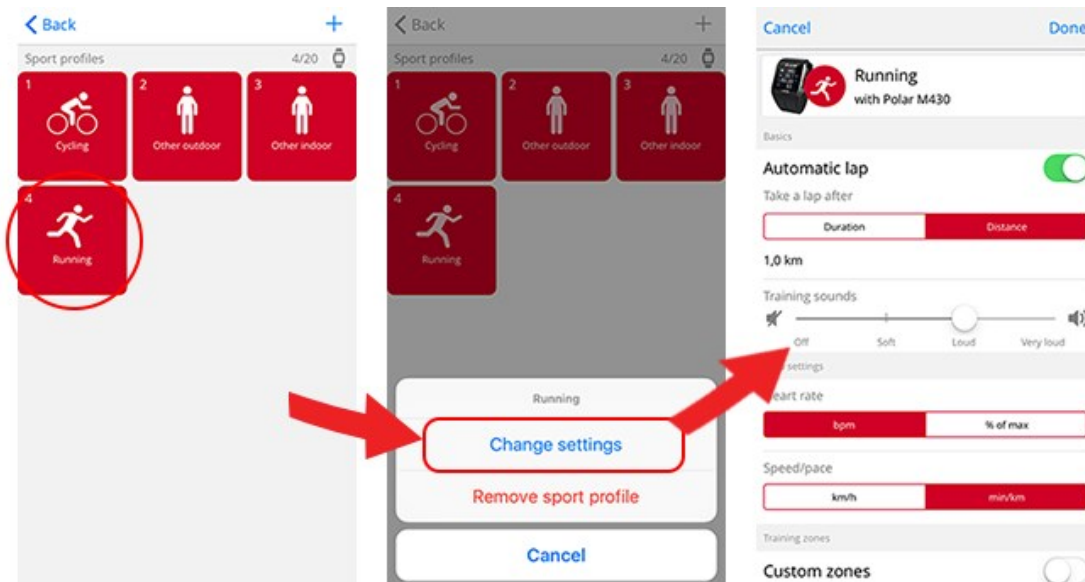 Back
+
Sport profiles
4/20
1
Cycling
2
Other outdoor
3
Other indoor
4
Running
Back
+
Sport profiles
4/20
1
Cycling
2
Other outdoor
3
Other indoor
4
Running
Running
Change settings
Remove sport profile
Cancel
Cancel
Done
Running
with Polar M430
Basics
Automatic lap
Take a lap after
Duration
Distance
1,0 km
Training sounds
Off
Soft
Loud
Very loud
settings
eart rate
bpm
% of max
Speed/pace
km/h
min/km
Training zones
Custom zones